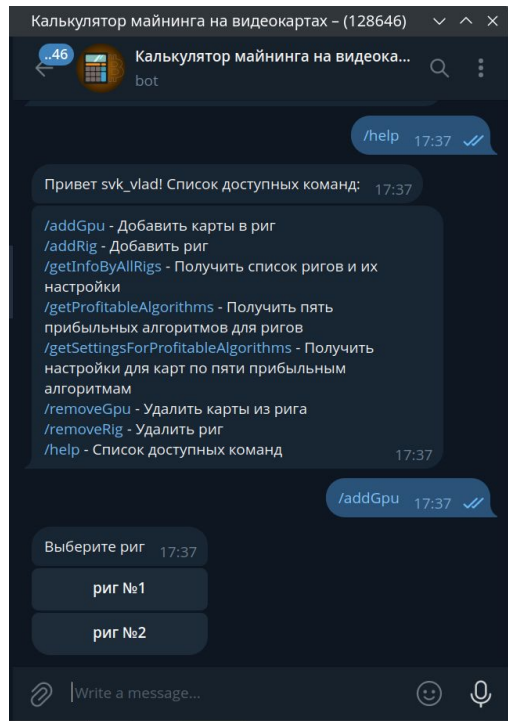 Калькулятор майнинга на видеокартах – (128646)
..46
Калькулятор майнинга на видеока...
bot
/help 17:37
Привет svk_vlad! Список доступных команд: 17:37
/addGpu - Добавить карты в риг
/addRig - Добавить риг
/getInfoByAllRigs - Получить список ригов и их
настройки
/getProfitableAlgorithms - Получить пять
прибыльных алгоритмов для ригов
/getSettingsForProfitableAlgorithms - Получить
настройки для карт по пяти прибыльным
алгоритмам
/removeGpu - Удалить карты из рига
/removeRig - Удалить риг
/help - Список доступных команд 17:37
/addGpu 17:37
Выберите риг 17:37
риг №1
риг №2
Write a message...